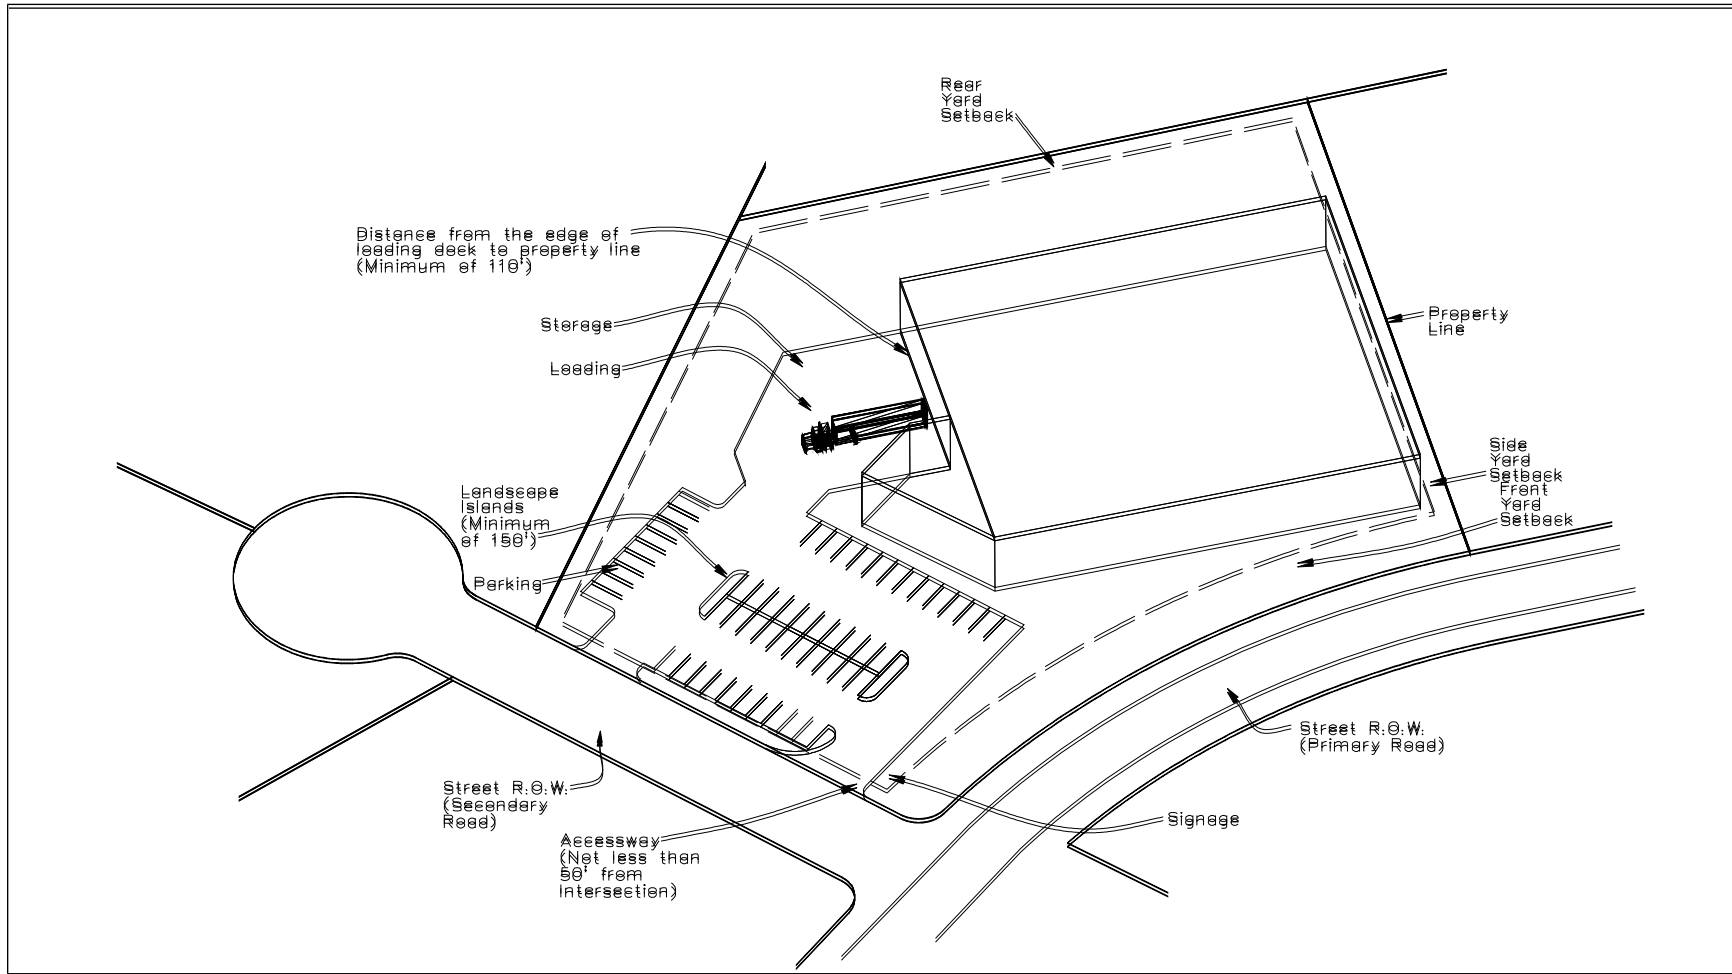 Rear
Yard
Setback
Distance from the edge of
loading dock to property line
(Minimum of 110')
Storage
Loading
Property
Line
Side
Yard
Setback
Front
Yard
Setback
Landscape
Islands
(Minimum
of 150')
Parking
Street R.O.W.
(Primary Road)
Street R.O.W.
(Secondary
Road)
Signage
Accessway
(Not less than
50' from
Intersection)